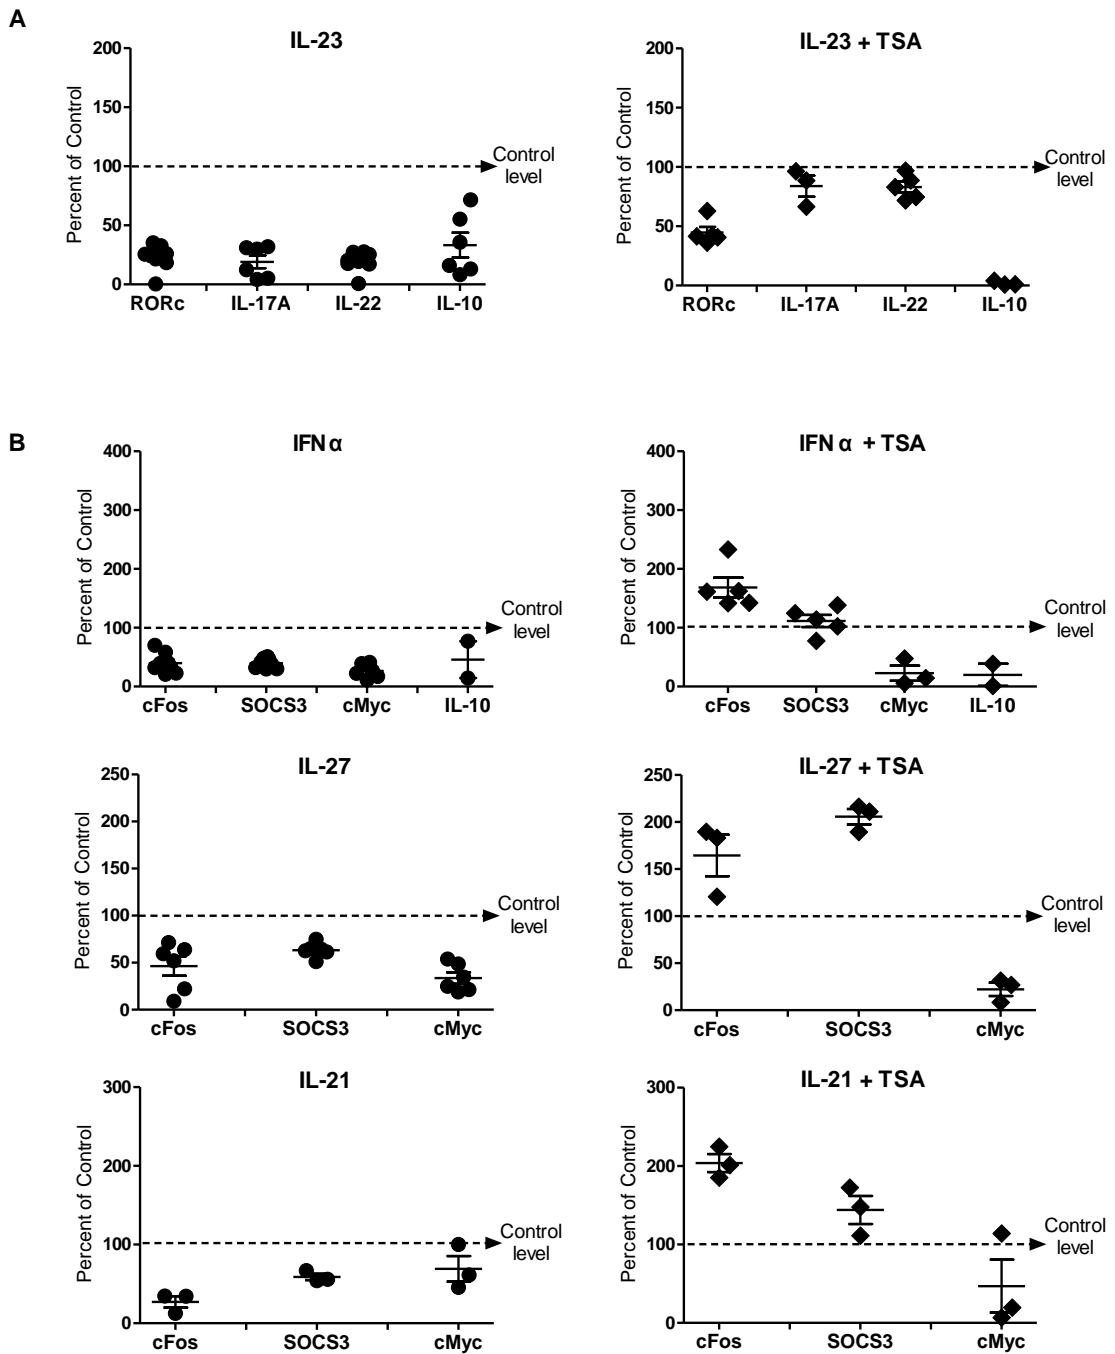 A
IL-23
Percent of Control
200
150
100
50
0
Control
level
RORc IL-17A IL-22 IL-10
IL-23 + TSA
Percent of Control
200
150
100
50
0
Control
level
RORc IL-17A IL-22 IL-10
B
IFN α
Percent of Control
400
300
200
100
0
Control
level
cFos SOCS3 cMyc IL-10
IFN α + TSA
Percent of Control
400
300
200
100
0
Control
level
cFos SOCS3 cMyc IL-10
IL-27
Percent of Control
250
200
150
100
50
0
Control
level
cFos SOCS3 cMyc
IL-27 + TSA
Percent of Control
250
200
150
100
50
0
Control
level
cFos SOCS3 cMyc
IL-21
Percent of Control
300
200
100
0
Control
level
cFos SOCS3 cMyc
IL-21 + TSA
Percent of Control
300
200
100
0
Control
level
cFos SOCS3 cMyc